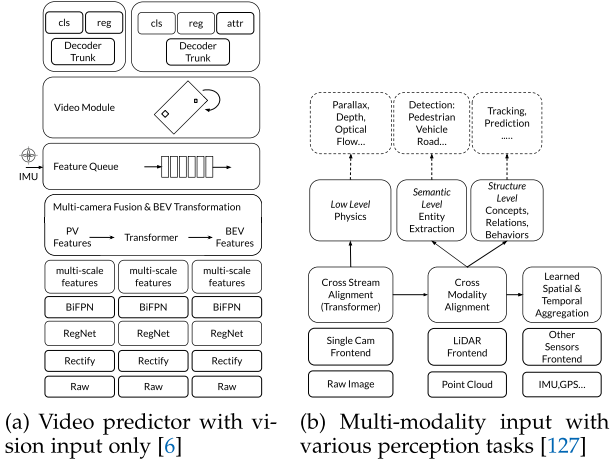 cls reg
cls reg attr
Decoder
Trunk
Decoder
Trunk
Video Module
IMU
Feature Queue
Multi-camera Fusion & BEV Transformation
PV
Features
Transformer
BEV
Features
multi-scale
features
multi-scale
features
multi-scale
features
BiFPN BiFPN BiFPN
RegNet RegNet RegNet
Rectify Rectify Rectify
Raw Raw Raw
(a) Video predictor with vi-
sion input only [6]
Parallax,
Depth,
Optical
Flow...
Detection:
Pedestrian
Vehicle
Road...
Tracking,
Prediction
.....
Low Level
Physics
Semantic
Level
Entity
Extraction
Structure
Level
Concepts,
Relations,
Behaviors
Cross Stream
Alignment
(Transformer)
Cross
Modality
Alignment
Learned
Spatial &
Temporal
Aggregation
Single Cam
Frontend
LiDAR
Frontend
Other
Sensors
Frontend
Raw Image
Point Cloud
IMU,GPS...
(b) Multi-modality input with
various perception tasks [127]